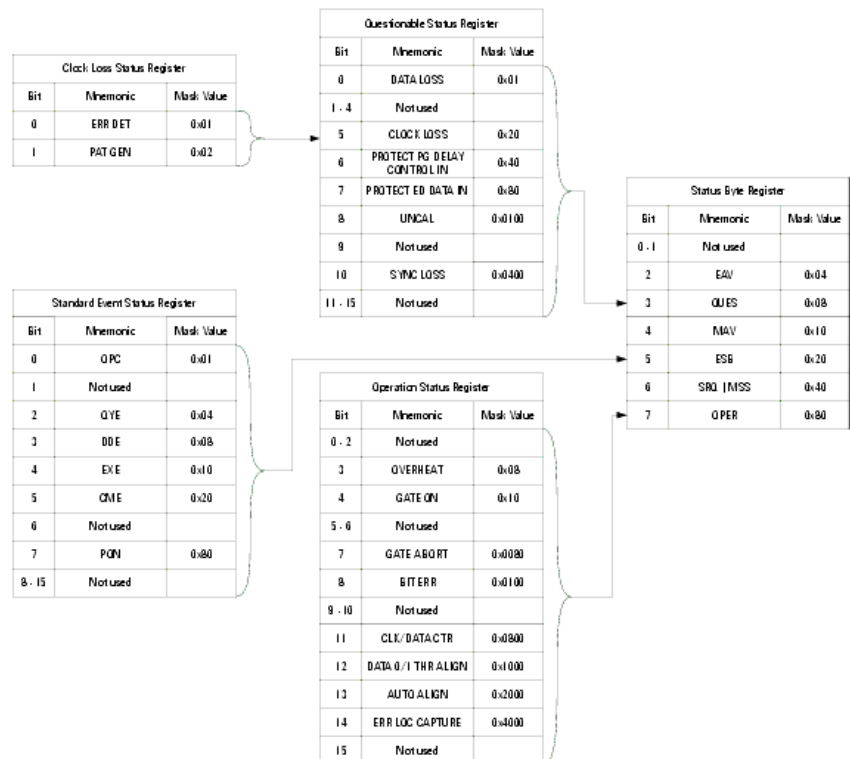 Clock Loss Status Register
Bit Mnemonic Mask Value
0 ERR DET 0x01
1 PAT GEN 0x02
Questionable Status Register
Bit Mnemonic Mask Value
0 DATA LOSS 0x01
1 - 4 Not used
5 CLOCK LOSS 0x20
6 PROTECT PG DELAY CONTROL IN 0x40
7 PROTECT ED DATA IN 0x80
8 UNCAL 0x0100
9 Not used
10 SYNC LOSS 0x0400
11 - 15 Not used
Standard Event Status Register
Bit Mnemonic Mask Value
0 OPC 0x01
1 Not used
2 QYE 0x04
3 DDE 0x08
4 EXE 0x10
5 CME 0x20
6 Not used
7 PON 0x80
8 - 15 Not used
Operation Status Register
Bit Mnemonic Mask Value
0 - 2 Not used
3 OVERHEAT 0x08
4 GATE ON 0x10
5 - 6 Not used
7 GATE ABORT 0x0080
8 BIT ERR 0x0100
9 - 10 Not used
11 CLK/DATA CTR 0x0800
12 DATA 0/1 THR ALIGN 0x1000
13 AUTO ALIGN 0x2000
14 ERR LOC CAPTURE 0x4000
15 Not used
Status Byte Register
Bit Mnemonic Mask Value
0 - 1 Not used
2 EAV 0x04
3 QUES 0x08
4 MAV 0x10
5 ESB 0x20
6 SRQ | MSS 0x40
7 OPER 0x80